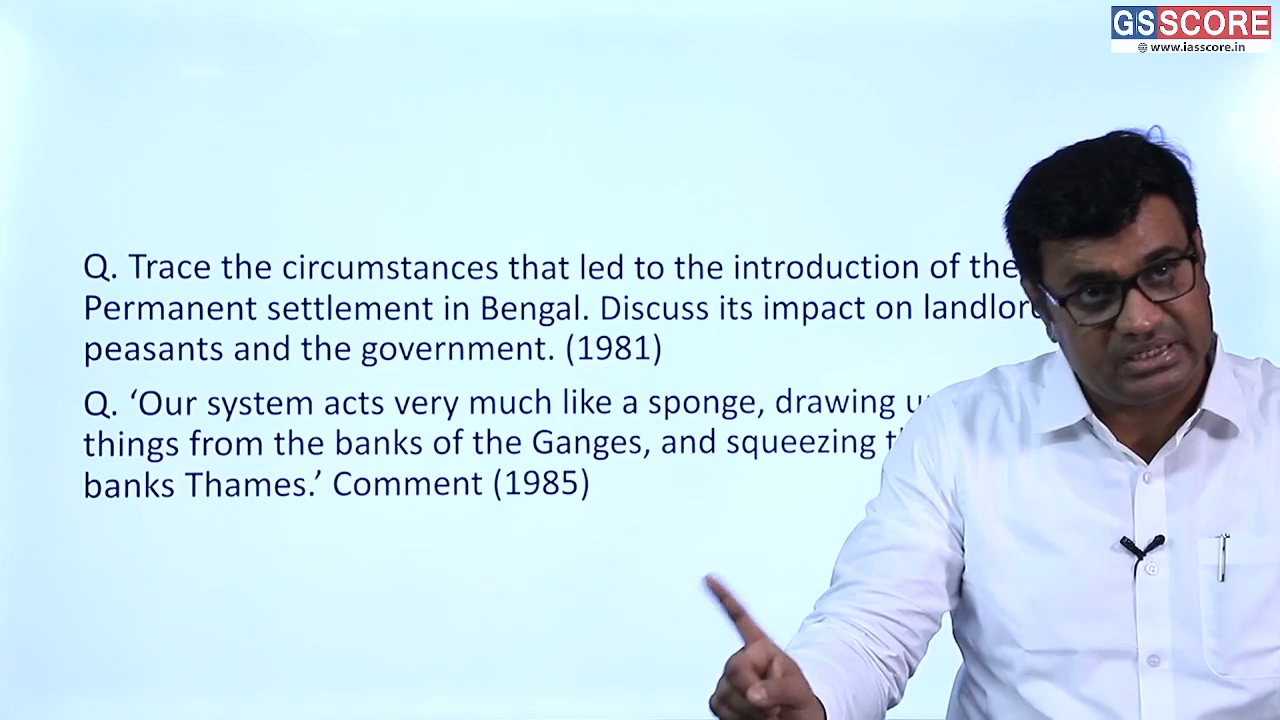 GSSCORE
www.iasscore.in
Q. Trace the circumstances that led to the introduction of the
Permanent settlement in Bengal. Discuss its impact on
peasants and the government. (1981)
Q. ‘Our system acts very much like a sponge, drawing
things from the banks of the Ganges, and squeezing
banks Thames.’ Comment (1985)